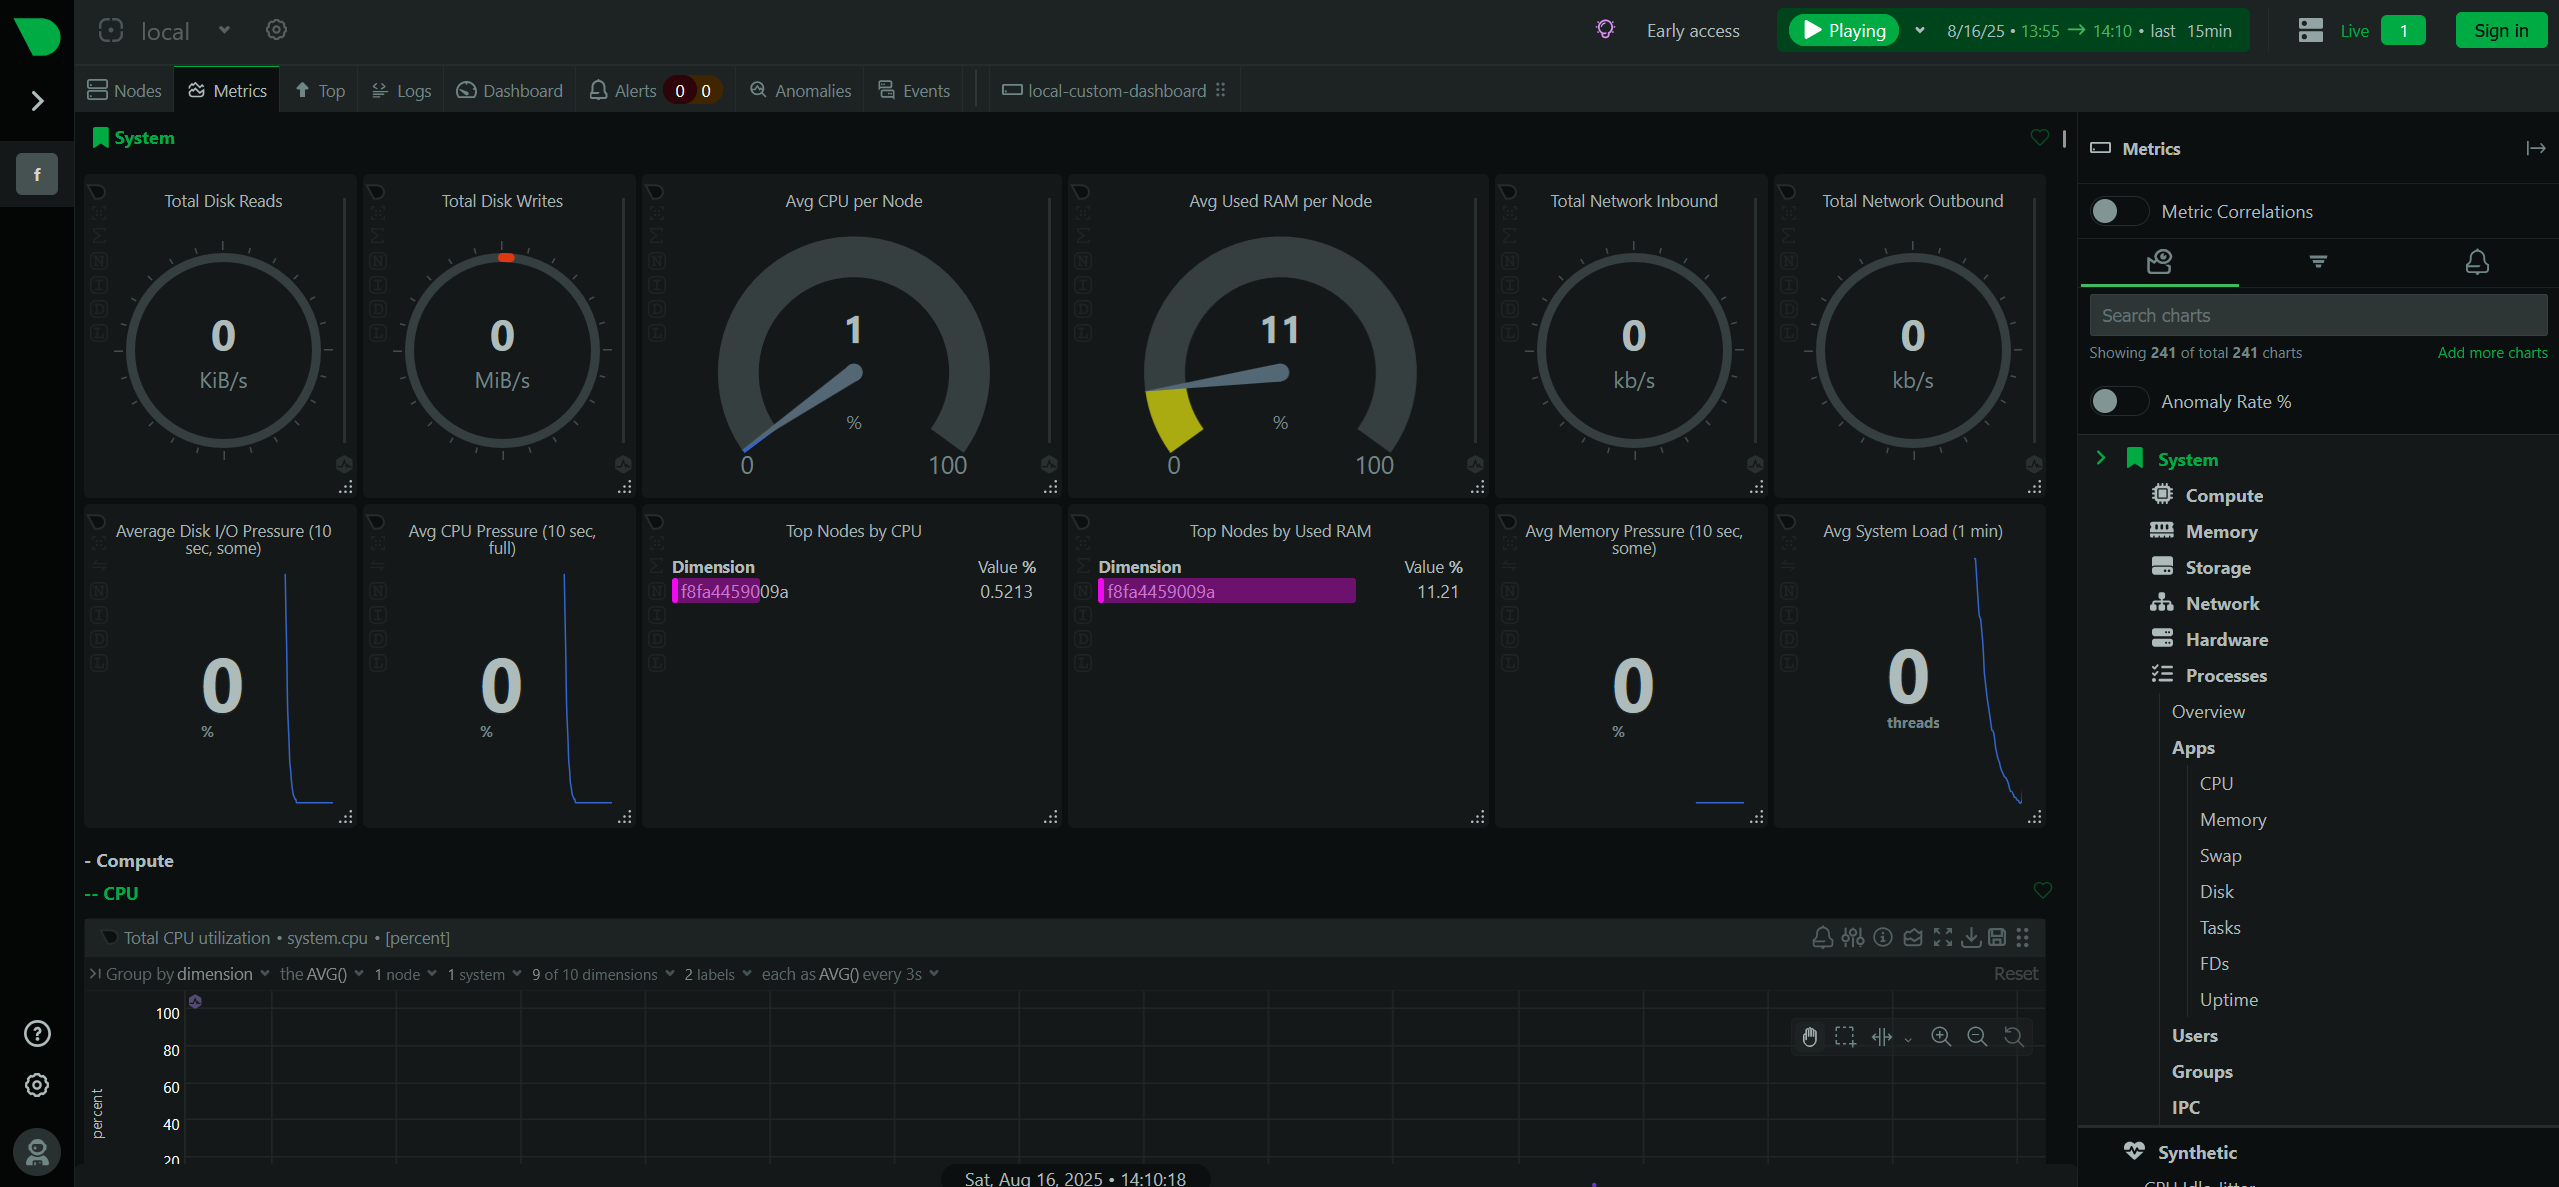 local
Early access
Playing
8/16/25 • 13:55 → 14:10 • last 15min
Live
1
Sign in
Nodes
Metrics
Top
Logs
Dashboard
Alerts 0 0
Anomalies
Events
local-custom-dashboard
f
System
Total Disk Reads
0
KiB/s
Total Disk Writes
0
MiB/s
Avg CPU per Node
1
%
0 100
Avg Used RAM per Node
11
%
0 100
Total Network Inbound
0
kb/s
Total Network Outbound
0
kb/s
N
I
D
L
N
I
D
L
N
I
D
L
N
I
D
L
N
I
D
L
N
I
D
L
Average Disk I/O Pressure (10
sec, some)
0
%
Avg CPU Pressure (10 sec,
full)
0
%
Top Nodes by CPU
Dimension Value %
f8fa4459009a 0.5213
Top Nodes by Used RAM
Dimension Value %
f8fa4459009a 11.21
Avg Memory Pressure (10 sec,
some)
0
%
Avg System Load (1 min)
0
threads
N
I
D
L
N
I
D
L
N
I
D
L
N
I
D
L
N
I
D
L
N
I
D
L
- Compute
-- CPU
Total CPU utilization • system.cpu • [percent]
Group by dimension the AVG() 1 node 1 system 9 of 10 dimensions 2 labels each as AVG() every 3s
Reset
100
80
60
40
20
percent
Sat, Aug 16, 2025 • 14:10:18
Metrics
Metric Correlations
Search charts
Showing 241 of total 241 charts
Add more charts
Anomaly Rate %
System
Compute
Memory
Storage
Network
Hardware
Processes
Overview
Apps
CPU
Memory
Swap
Disk
Tasks
FDs
Uptime
Users
Groups
IPC
Synthetic
CPU Idle Jitter